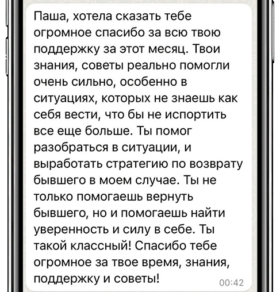 Паша, хотела сказать тебе
огромное спасибо за всю твою
поддержку за этот месяц. Твои
знания, советы реально помогли
очень сильно, особенно в
ситуациях, которых не знаешь как
себя вести, что бы не испортить
все еще больше. Ты помог
разобраться в ситуации, и
выработать стратегию по возврату
бывшего в моем случае. Ты не
только помогаешь вернуть
бывшего, но и помогаешь найти
уверенность и силу в себе. Ты
такой классный! Спасибо тебе
огромное за твое время, знания,
поддержку и советы!
00:42